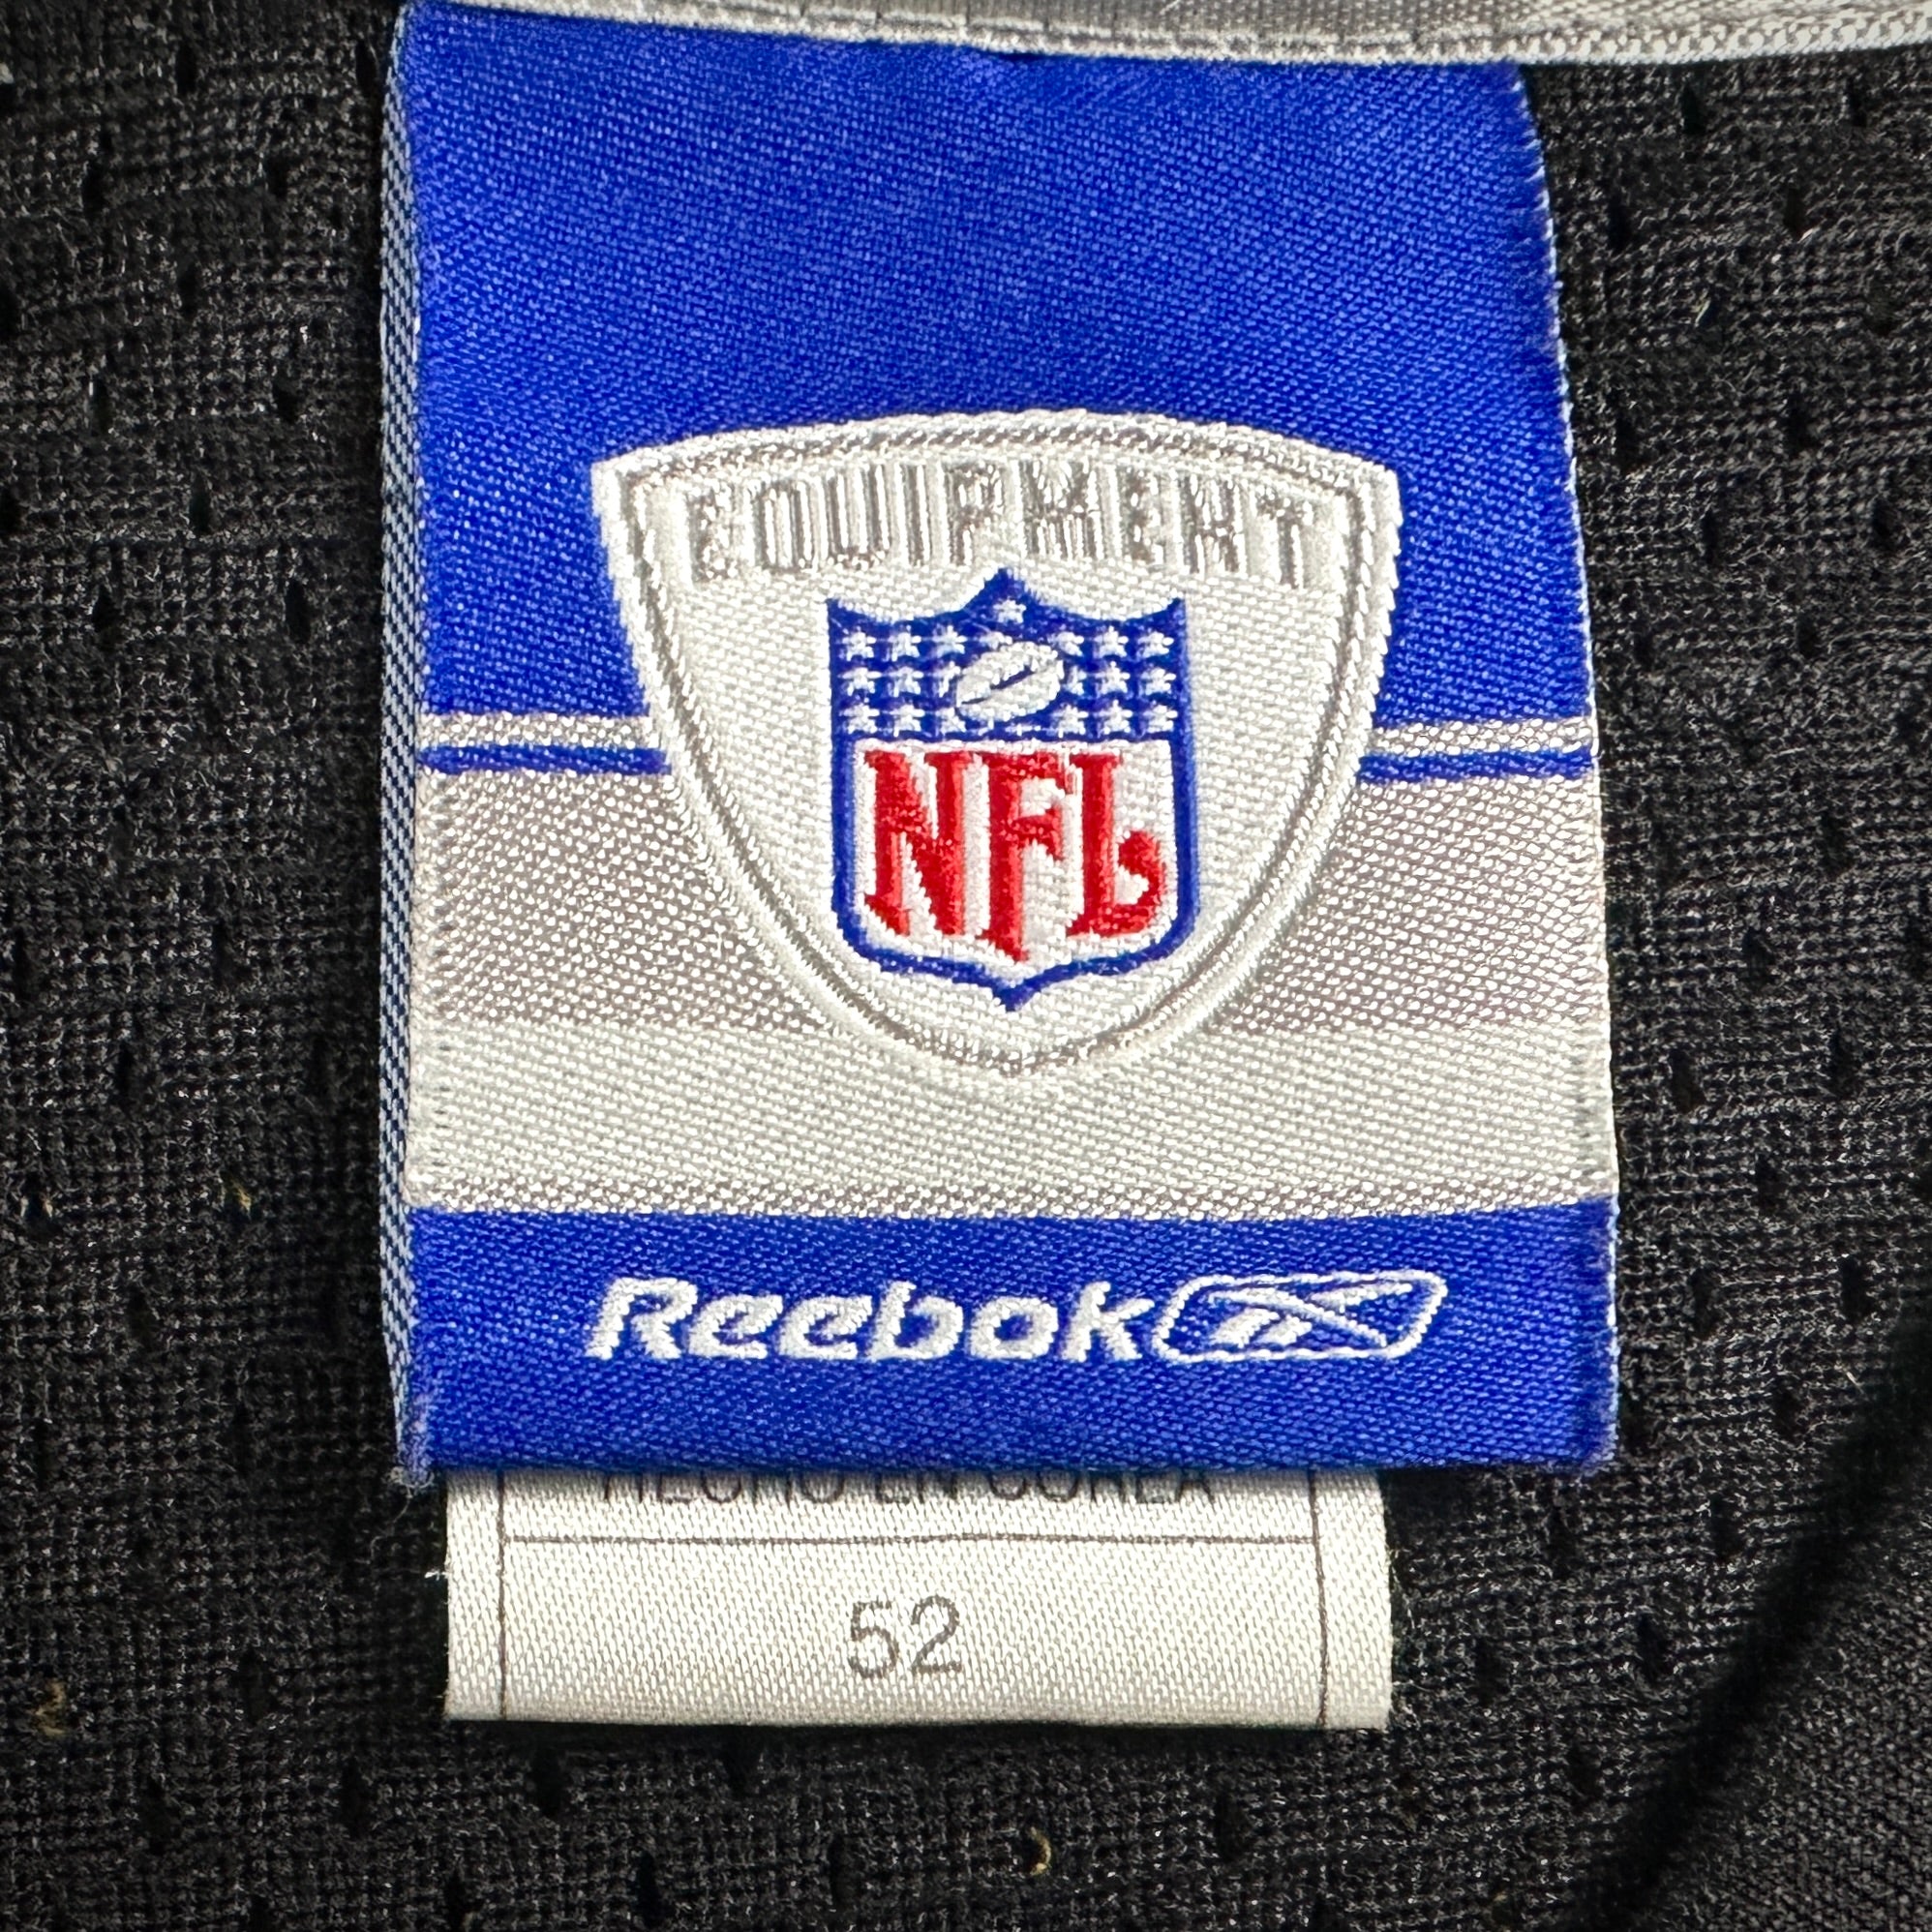 EQUIPMENT
NFL
Reebok
HECHO EN COREA
52